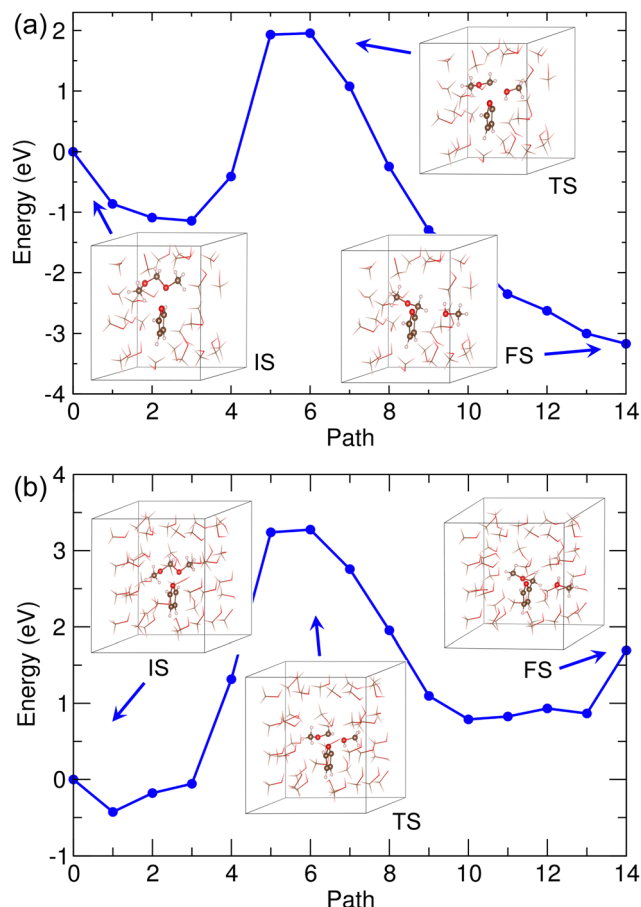 (a)
2
1
0
-1
-2
-3
-4
Energy (eV)
TS
IS
FS
0 2 4 6 8 10 12 14
Path
(b)
4
3
2
1
0
-1
Energy (eV)
IS
FS
TS
0 2 4 6 8 10 12 14
Path